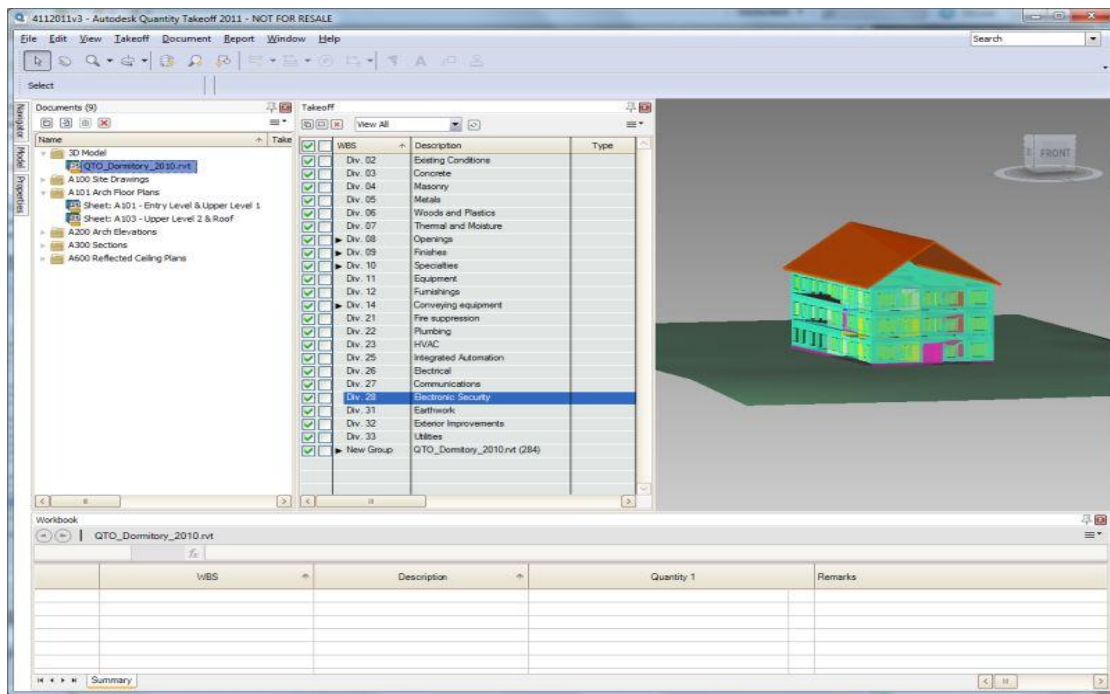 4112011v3 - Autodesk Quantity Takeoff 2011 - NOT FOR RESALE
File Edit View Takeoff Document Report Window Help
Search
Select
Navigator
Model
Properties
Documents (9)
Name Take
3D Model
QTO_Dormitory_2010.rvt
A100 Site Drawings
A101 Arch Floor Plans
Sheet: A101 - Entry Level & Upper Level 1
Sheet: A103 - Upper Level 2 & Roof
A200 Arch Elevations
A300 Sections
A600 Reflected Ceiling Plans
Takeoff
View All
WBS Description Type
Div. 02 Existing Conditions
Div. 03 Concrete
Div. 04 Masonry
Div. 05 Metals
Div. 06 Woods and Plastics
Div. 07 Thermal and Moisture
Div. 08 Openings
Div. 09 Finishes
Div. 10 Specialties
Div. 11 Equipment
Div. 12 Furnishings
Div. 14 Conveying equipment
Div. 21 Fire suppression
Div. 22 Plumbing
Div. 23 HVAC
Div. 25 Integrated Automation
Div. 26 Electrical
Div. 27 Communications
Div. 28 Electronic Security
Div. 31 Earthwork
Div. 32 Exterior Improvements
Div. 33 Utilities
New Group QTO_Dormitory_2010.rvt (284)
FRONT
Workbook
QTO_Dormitory_2010.rvt
fx
WBS Description Quantity 1 Remarks
Summary